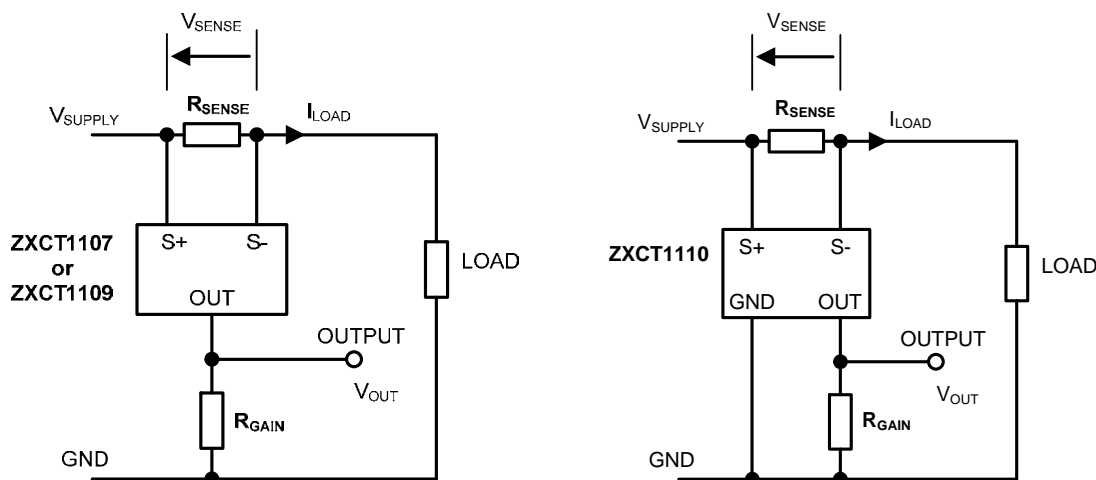 VSENSE
RSENSE
VSUPPLY
ILOAD
ZXCT1107
or
ZXCT1109
S+ S-
OUT
LOAD
OUTPUT
VOUT
RGAIN
GND
VSENSE
RSENSE
VSUPPLY
ILOAD
ZXCT1110
S+ S-
GND OUT
LOAD
OUTPUT
VOUT
RGAIN
GND